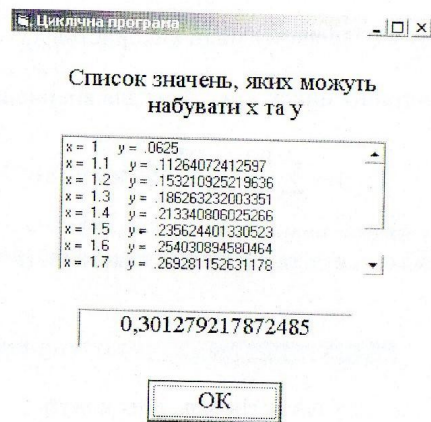 Циклічна програма
Список значень, яких можуть
набувати x та y
x = 1 y = .0625
x = 1.1 y = .11264072412597
x = 1.2 y = .153210925219636
x = 1.3 y = .186263232003351
x = 1.4 y = .213340806025266
x = 1.5 y = .235624401330523
x = 1.6 y = .254030894580464
x = 1.7 y = .269281152631178
0,301279217872485
OK